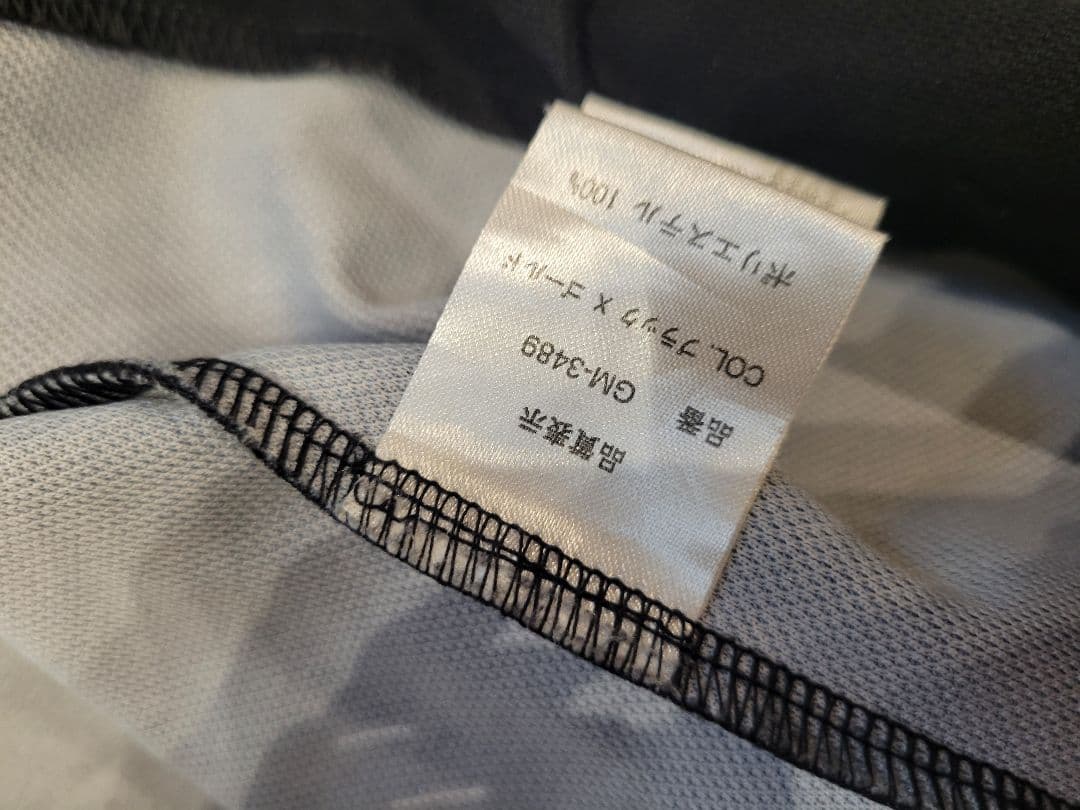 品質表示
品番 GM-3489
COL. ブラック X ゴールド
ポリエステル 100%